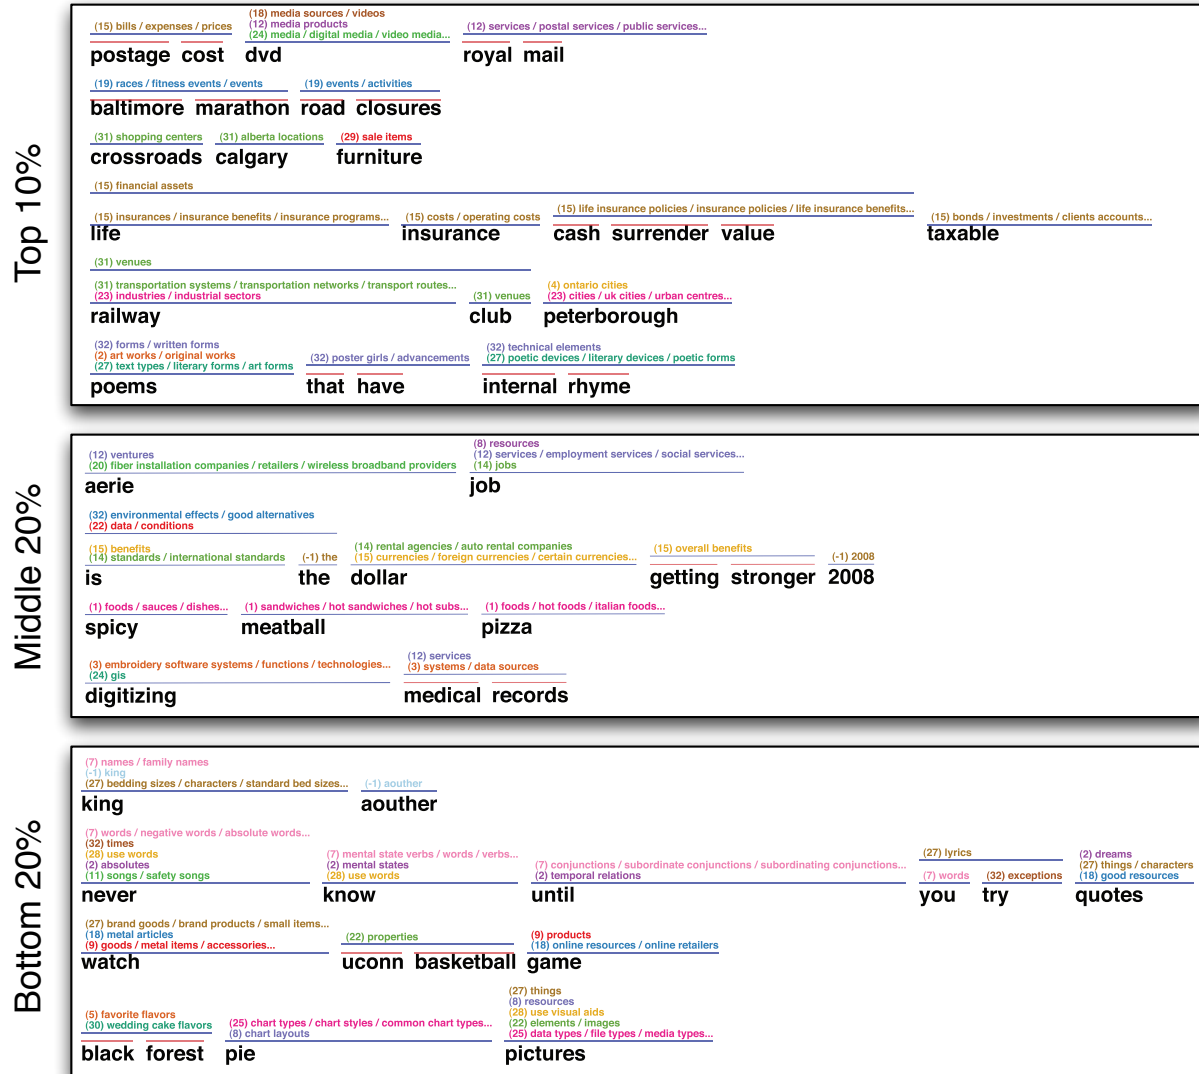 Top 10%
(18) media sources / videos
(15) bills / expenses / prices (12) media products (12) services / postal services / public services...
(24) media / digital media / video media...
postage cost dvd royal mail
(19) races / fitness events / events (19) events / activities
baltimore marathon road closures
(31) shopping centers (31) alberta locations (29) sale items
crossroads calgary furniture
(15) financial assets
(15) insurances / insurance benefits / insurance programs... (15) costs / operating costs (15) life insurance policies / insurance policies / life insurance benefits... (15) bonds / investments / clients accounts...
life insurance cash surrender value taxable
(31) venues
(31) transportation systems / transportation networks / transport routes... (4) ontario cities
(23) industries / industrial sectors (31) venues (23) cities / uk cities / urban centres...
railway club peterborough
(32) forms / written forms (32) technical elements
(2) art works / original works (32) poster girls / advancements (27) poetic devices / literary devices / poetic forms
(27) text types / literary forms / art forms
poems that have internal rhyme
Middle 20%
(8) resources
(12) ventures (12) services / employment services / social services...
(20) fiber installation companies / retailers / wireless broadband providers (14) jobs
aerie job
(32) environmental effects / good alternatives
(22) data / conditions
(15) benefits (14) rental agencies / auto rental companies (15) overall benefits
(14) standards / international standards (-1) the (15) currencies / foreign currencies / certain currencies... (-1) 2008
is the dollar getting stronger 2008
(1) foods / sauces / dishes... (1) sandwiches / hot sandwiches / hot subs... (1) foods / hot foods / italian foods...
spicy meatball pizza
(12) services
(3) embroidery software systems / functions / technologies... (3) systems / data sources
(24) gis
digitizing medical records
Bottom 20%
(7) names / family names
(-1) king
(27) bedding sizes / characters / standard bed sizes... (-1) aouther
king aouther
(7) words / negative words / absolute words...
(32) times
(28) use words (7) mental state verbs / words / verbs... (27) lyrics (2) dreams
(2) absolutes (2) mental states (7) conjunctions / subordinate conjunctions / subordinating conjunctions... (27) things / characters
(11) songs / safety songs (28) use words (2) temporal relations (7) words (32) exceptions (18) good resources
never know until you try quotes
(27) brand goods / brand products / small items...
(18) metal articles (22) properties (9) products
(9) goods / metal items / accessories... (18) online resources / online retailers
watch uconn basketball game
(27) things
(8) resources
(5) favorite flavors (28) use visual aids
(30) wedding cake flavors (25) chart types / chart styles / common chart types... (22) elements / images
(8) chart layouts (25) data types / file types / media types...
black forest pie pictures